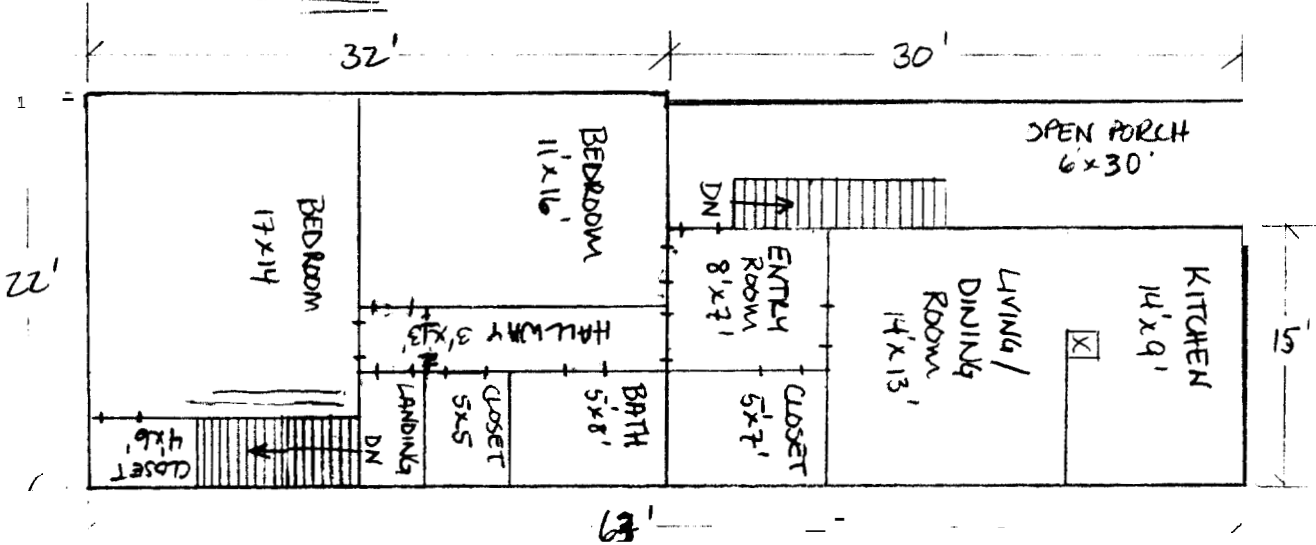 32'
30'
1
OPEN PORCH
6'x30'
BEDROOM
11'x16'
DN
BEDROOM
17x14
ENTRY
ROOM
8'x7'
LIVING/
DINING
ROOM
14'x13'
KITCHEN
14'x9'
22'
HALLWAY 3'x13'
X
15'
CLOSET
4'x6'
DN
LANDING
CLOSET
5x5
BATH
5'x8'
CLOSET
5'x7'